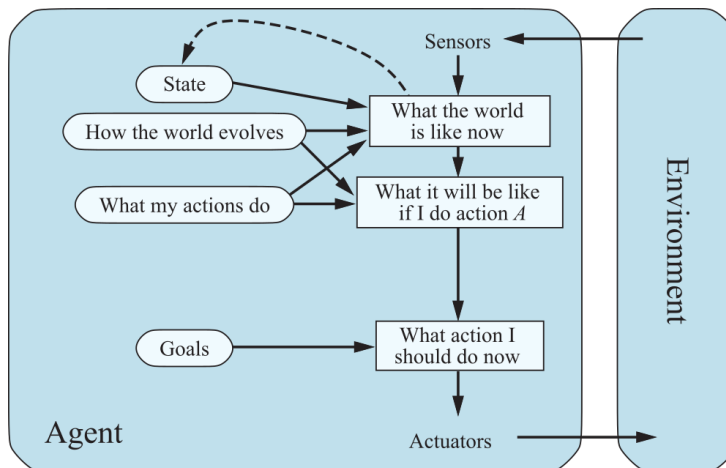 Sensors
State
What the world
is like now
How the world evolves
What it will be like
if I do action A
What my actions do
Environment
What action I
should do now
Goals
Agent
Actuators